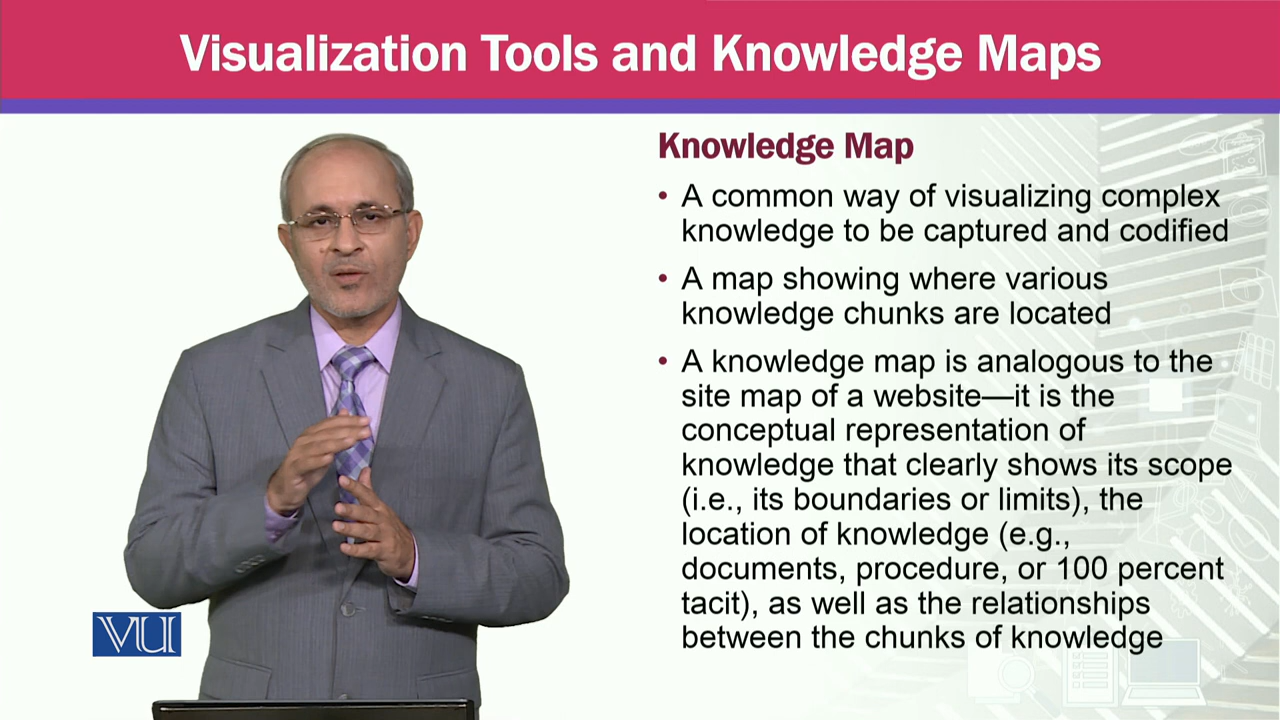 Visualization Tools and Knowledge Maps
Knowledge Map
• A common way of visualizing complex
knowledge to be captured and codified
• A map showing where various
knowledge chunks are located
• A knowledge map is analogous to the
site map of a website—it is the
conceptual representation of
knowledge that clearly shows its scope
(i.e., its boundaries or limits), the
location of knowledge (e.g.,
documents, procedure, or 100 percent
tacit), as well as the relationships
between the chunks of knowledge
VU